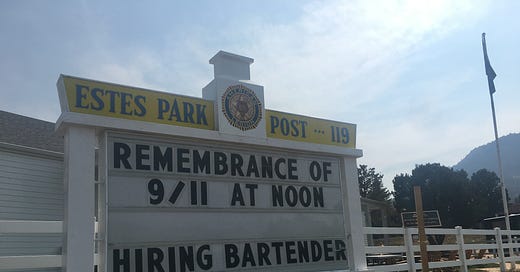 ESTES PARK
POST ••• 119
REMEMBRANCE OF
9/11 AT NOON
HIRING BARTENDER